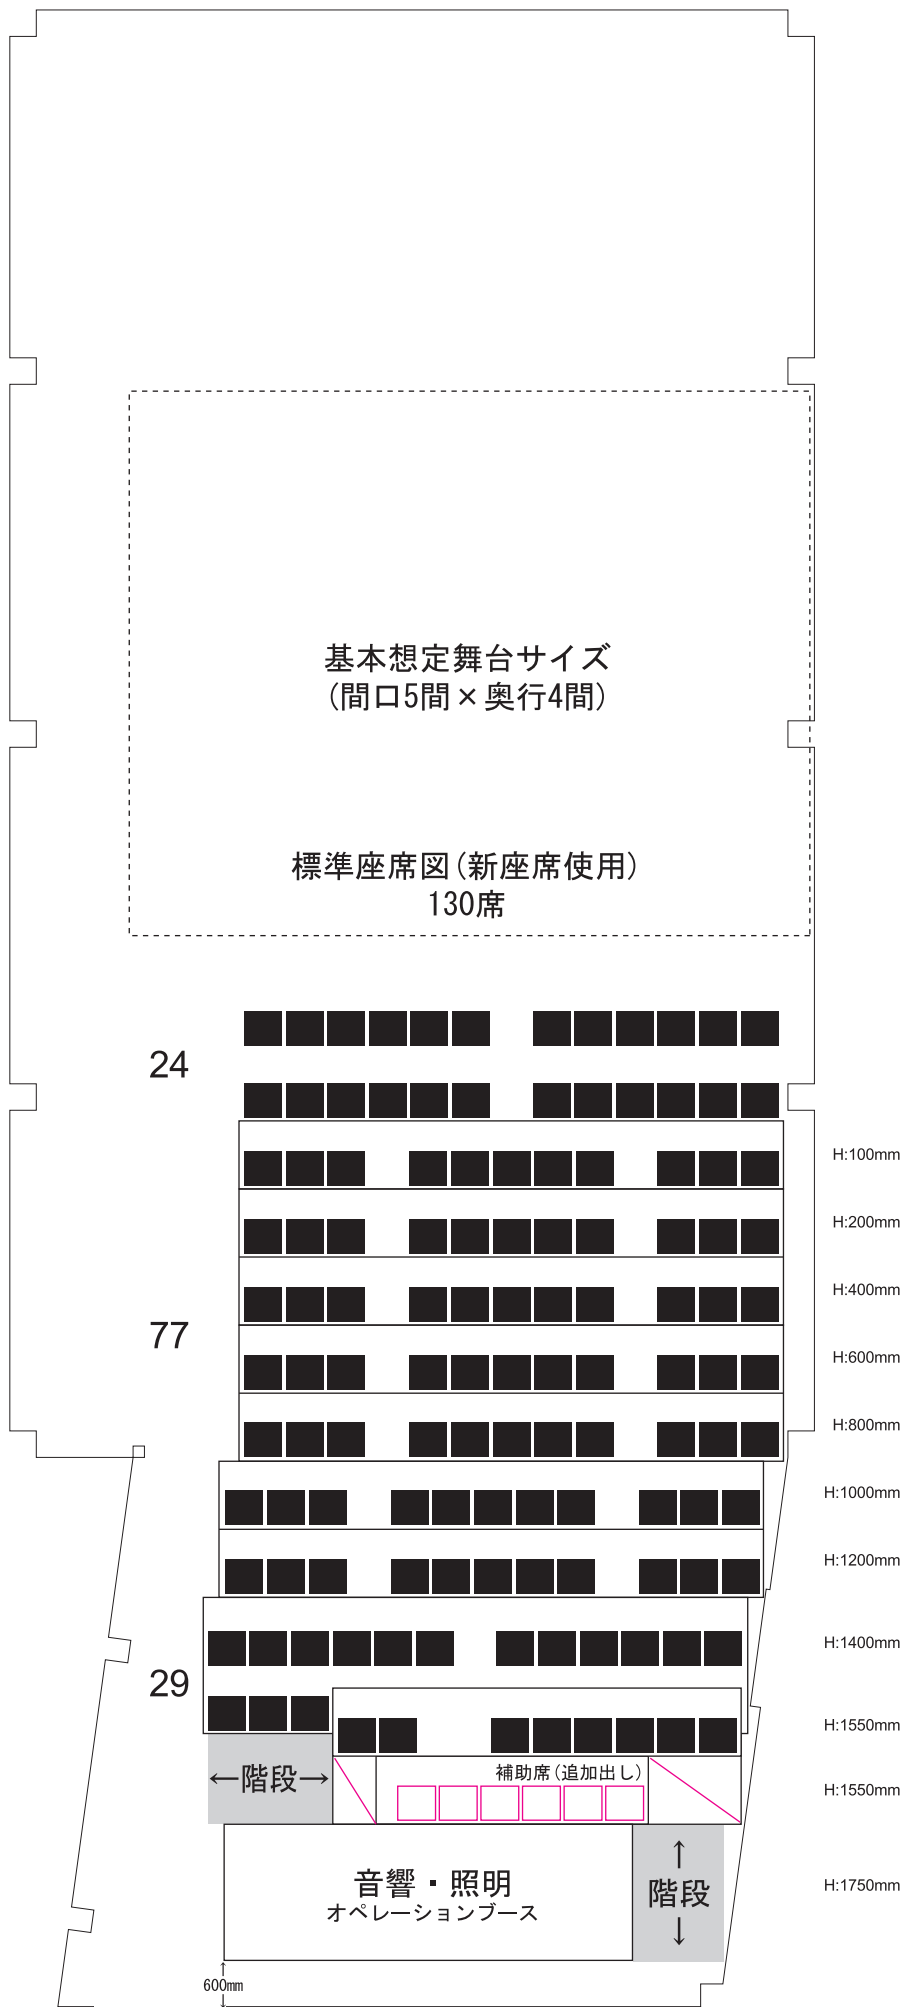 基本想定舞台サイズ
(間口5間×奥行4間)
標準座席図(新座席使用)
130席
24
H:100mm
H:200mm
H:400mm
77
H:600mm
H:800mm
H:1000mm
H:1200mm
H:1400mm
29
H:1550mm
補助席(追加出し)
←階段→
H:1550mm
音響・照明
オペレーションブース
↑
階段
↓
H:1750mm
600mm